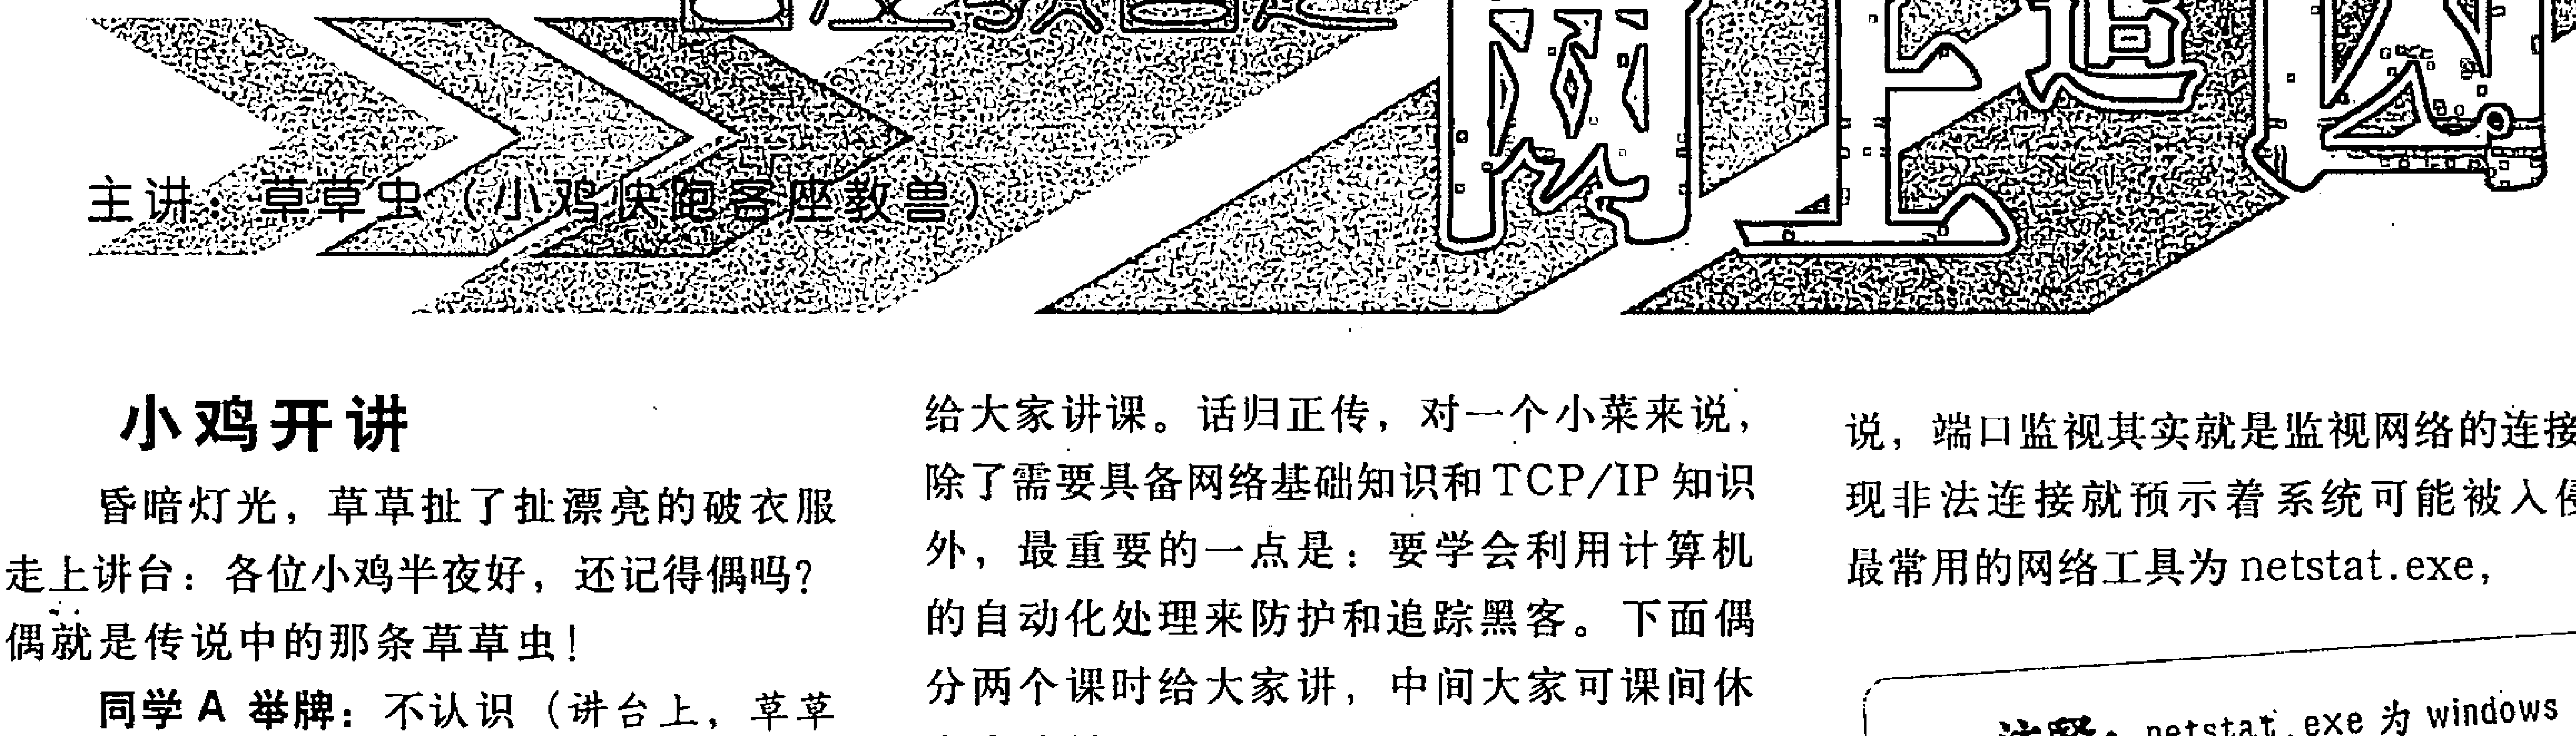 网上追凶
主讲：草草虫（小鸡快跑客座教兽）
小鸡开讲
昏暗灯光，草草扯了扯漂亮的破衣服
走上讲台：各位小鸡半夜好，还记得偶吗？
偶就是传说中的那条草草虫！
同学 A 举牌：不认识（讲台上，草草
给大家讲课。话归正传，对一个小菜来说，
除了需要具备网络基础知识和TCP/IP 知识
外，最重要的一点是：要学会利用计算机
的自动化处理来防护和追踪黑客。下面偶
分两个课时给大家讲，中间大家可课间休
说，端口监视其实就是监视网络的连接
现非法连接就预示着系统可能被入侵
最常用的网络工具为 netstat.exe，
netstat.exe 为 windows